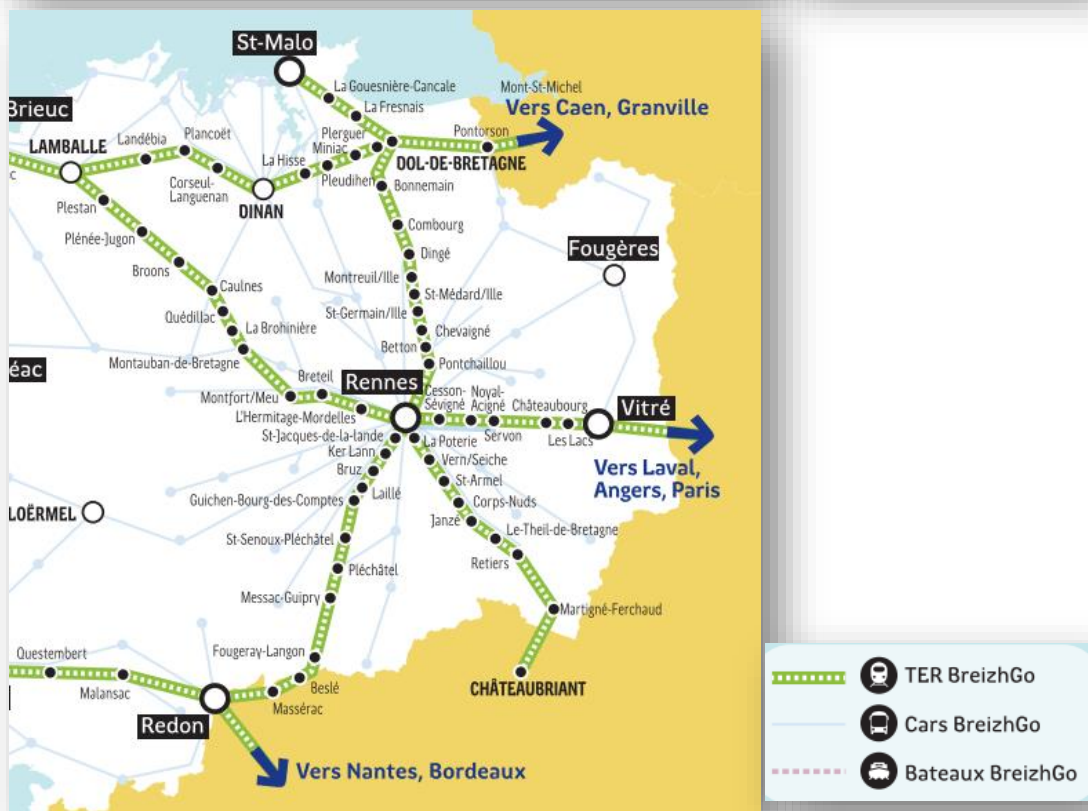 St-Malo
La Gouesnière-Cancale
La Fresnais
Mont-St-Michel
Vers Caen, Granville
Brieuc
LAMBALLE
Landébia
Plancoët
Plerguer
Miniac
Pontorson
La Hisse
DOL-DE-BRETAGNE
c
Corseul-
Languenan
Pleudihen
Bonnemain
Plestan
DINAN
Combourg
Plénée-Jugon
Dingé
Fougères
Broons
Montreuil/Ille
Caulnes
St-Médard/Ille
Quédillac
St-Germain/Ille
La Brohinière
Chevaigné
Betton
Montauban-de-Bretagne
Pontchaillou
éac
Breteil
Rennes
Montfort/Meu
Cesson-
Sévigné
Noyal-
Acigné
Châteaubourg
Vitré
L'Hermitage-Mordelles
Servon
Les Lacs
St-Jacques-de-la-lande
La Poterie
Ker Lann
Vern/Seiche
Vers Laval,
Angers, Paris
Bruz
St-Armel
Laillé
Guichen-Bourg-des-Comptes
Corps-Nuds
LOËRMEL
Janzé
Le-Theil-de-Bretagne
St-Senoux-Pléchâtel
Retiers
Pléchâtel
Messac-Guipry
Martigné-Ferchaud
Questembert
Fougeray-Langon
Malansac
Beslé
CHÂTEAUBRIANT
Massérac
Redon
Vers Nantes, Bordeaux
TER BreizhGo
Cars BreizhGo
Bateaux BreizhGo